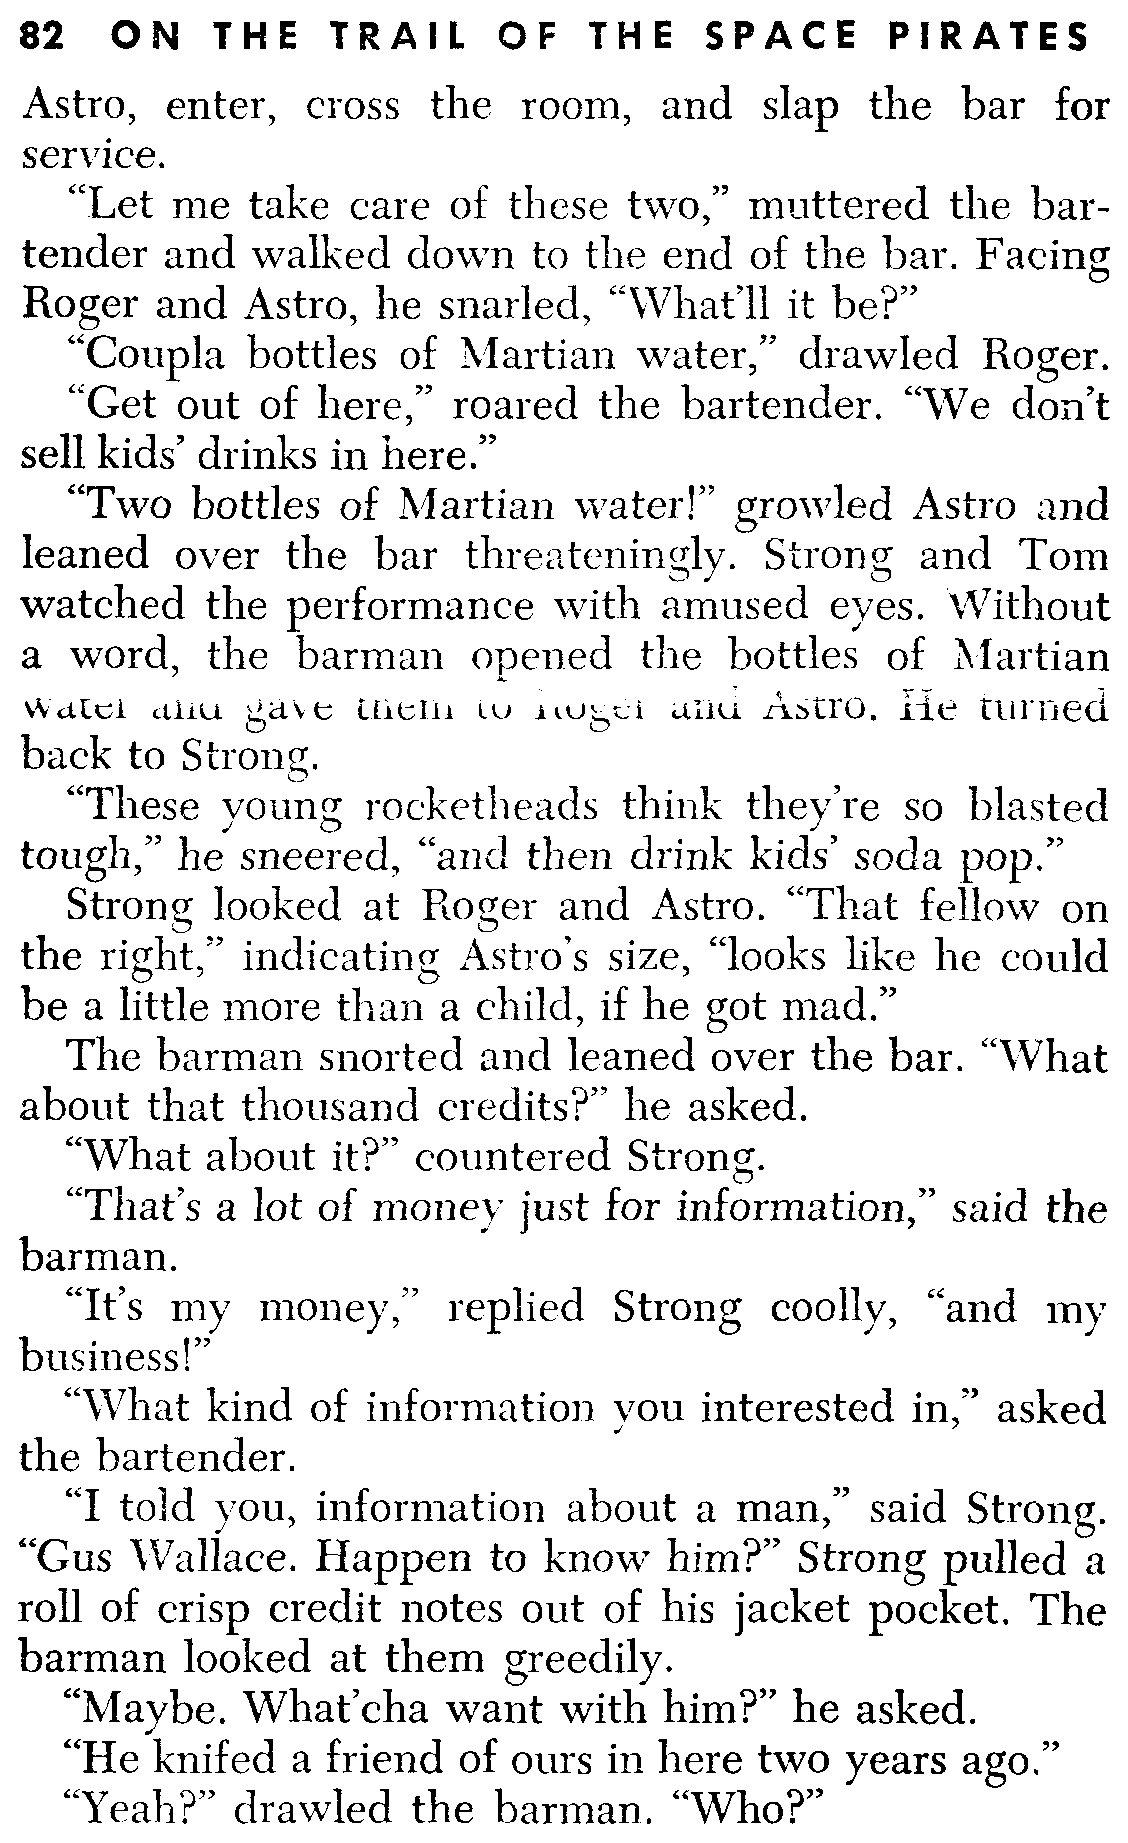 82 ON THE TRAIL OF THE SPACE PIRATES
Astro, enter, cross the room, and slap the bar for
service.
“Let me take care of these two,” muttered the bar-
tender and walked down to the end of the bar. Facing
Roger and Astro, he snarled, “What’ll it be?”
“Coupla bottles of Martian water,” drawled Roger.
“Get out of here,” roared the bartender. “We don’t
sell kids’ drinks in here.”
“Two bottles of Martian water!” growled Astro and
leaned over the bar threateningly. Strong and Tom
watched the performance with amused eyes. Without
a word, the barman opened the bottles of Martian
water and gave them to Roger and Astro. He turned
back to Strong.
“These young rocketheads think they’re so blasted
tough,” he sneered, “and then drink kids’ soda pop.”
Strong looked at Roger and Astro. “That fellow on
the right,” indicating Astro’s size, “looks like he could
be a little more than a child, if he got mad.”
The barman snorted and leaned over the bar. “What
about that thousand credits?” he asked.
“What about it?” countered Strong.
“That’s a lot of money just for information,” said the
barman.
“It’s my money,” replied Strong coolly, “and my
business!”
“What kind of information you interested in,” asked
the bartender.
“I told you, information about a man,” said Strong.
“Gus Wallace. Happen to know him?” Strong pulled a
roll of crisp credit notes out of his jacket pocket. The
barman looked at them greedily.
“Maybe. What’cha want with him?” he asked.
“He knifed a friend of ours in here two years ago.”
“Yeah?” drawled the barman. “Who?”